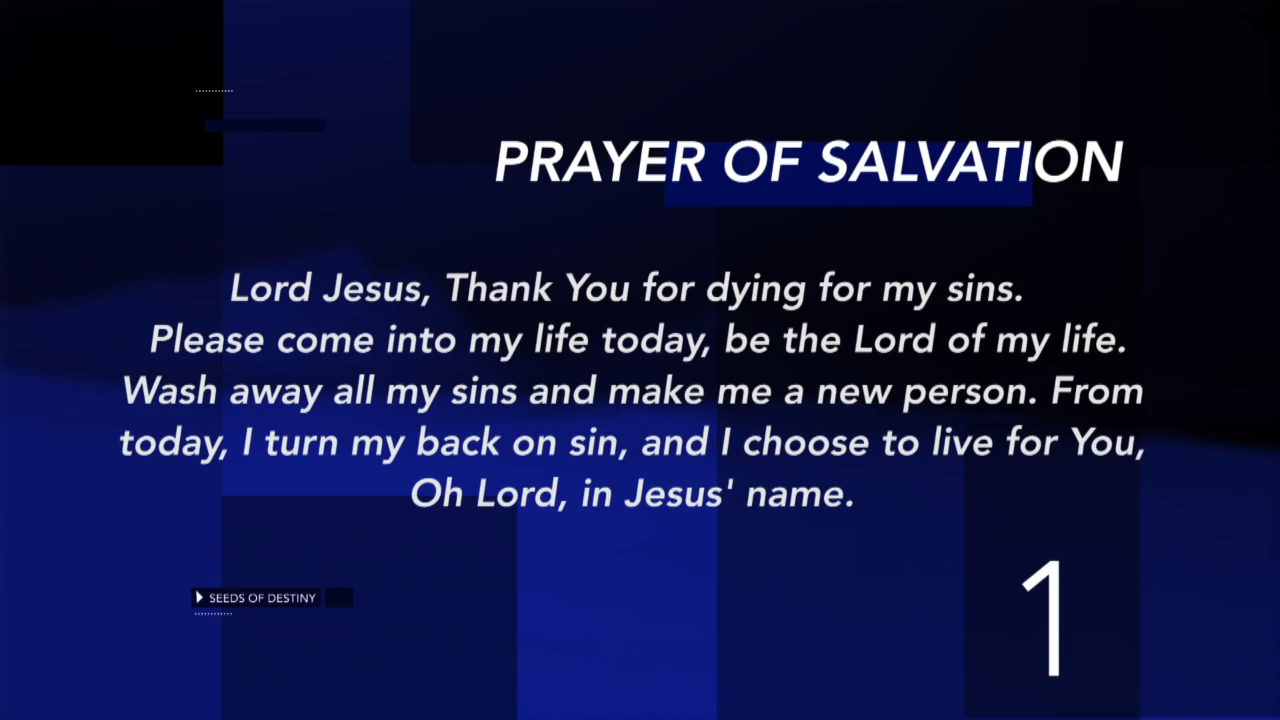 PRAYER OF SALVATION
Lord Jesus, Thank You for dying for my sins.
Please come into my life today, be the Lord of my life.
Wash away all my sins and make me a new person. From
today, I turn my back on sin, and I choose to live for You,
Oh Lord, in Jesus' name.
SEEDS OF DESTINY
1